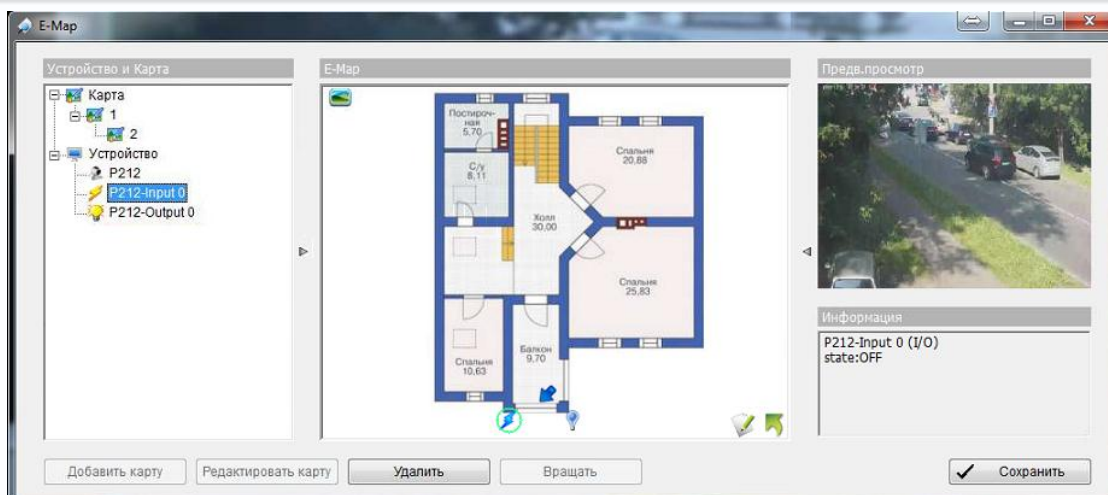 E-Map
Устройство и Карта
Карта
1
2
Устройство
P212
P212-Input 0
P212-Output 0
E-Map
Постироч-
ная
5,70
С/у
8,11
Спальня
20,88
Холл
30,00
Спальня
25,83
Спальня
10,63
Балкон
9,70
Предв.просмотр
Информация
P212-Input 0 (I/O)
state:OFF
Добавить карту
Редактировать карту
Удалить
Вращать
Сохранить